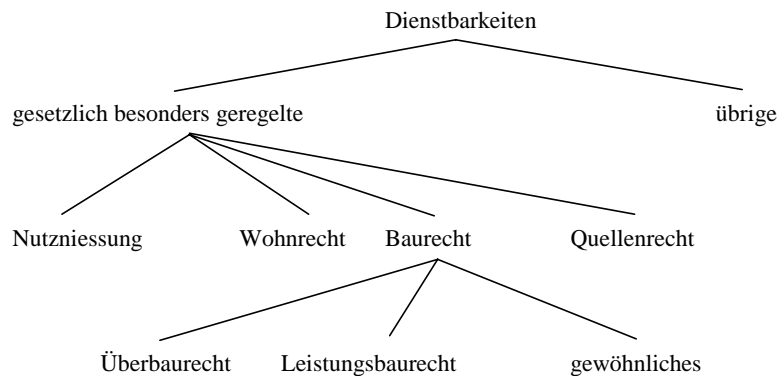 Dienstbarkeiten
gesetzlich besonders geregelte übrige
Nutzniessung Wohnrecht Baurecht Quellenrecht
Überbaurecht Leistungsbaurecht gewöhnliches